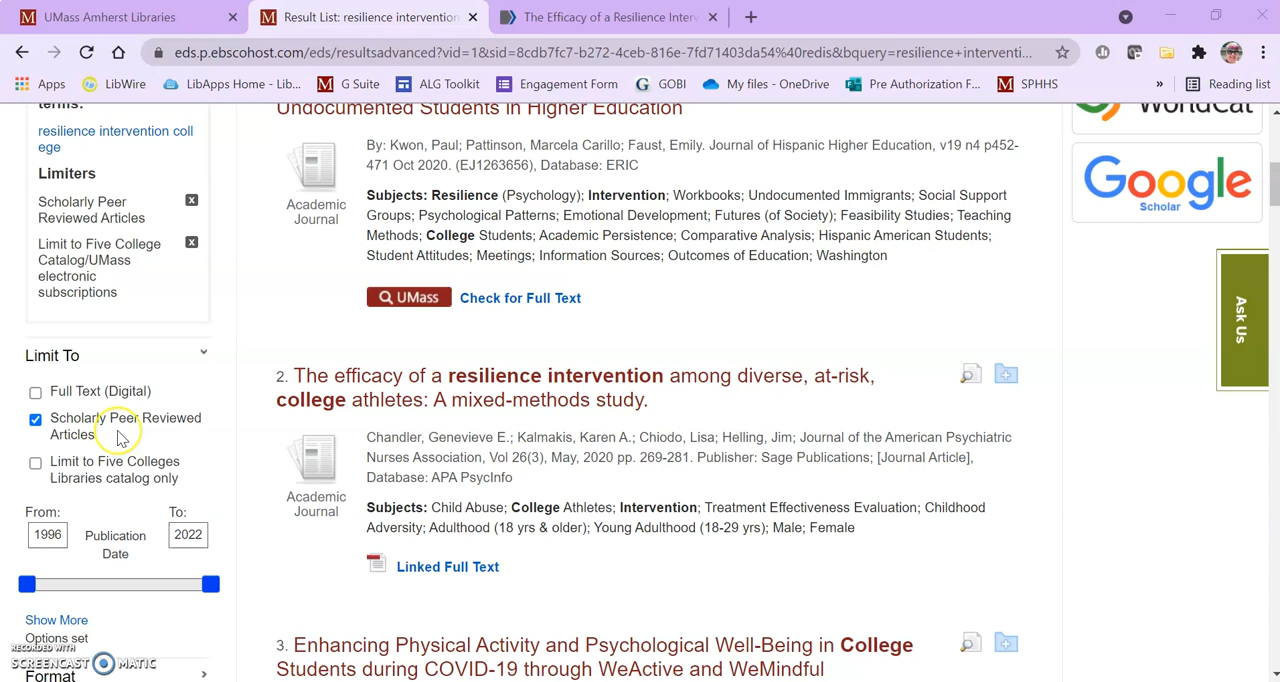 UMass Amherst Libraries
Result List: resilience intervention
The Efficacy of a Resilience Interv
eds.p.ebscohost.com/eds/resultsadvanced?vid=1&sid=8cdb7fc7-b272-4ceb-816e-7fd71403da54%40redis&bquery=resilience+interventi...
Apps
LibWire
LibApps Home - Lib...
G Suite
ALG Toolkit
Engagement Form
GOBI
My files - OneDrive
Pre Authorization F...
SPHHS
»
Reading list
terms:
resilience intervention coll
ege
Limiters
Scholarly Peer
Reviewed Articles
Limit to Five College
Catalog/UMass
electronic
subscriptions
Limit To
Full Text (Digital)
Scholarly Peer Reviewed
Articles
Limit to Five Colleges
Libraries catalog only
From:
To:
1996
Publication
Date
2022
Show More
Options set
RECORDED WITH
SCREENCAST MATIC
Format
Undocumented Students in Higher Education
Academic
Journal
By: Kwon, Paul; Pattinson, Marcela Carillo; Faust, Emily. Journal of Hispanic Higher Education, v19 n4 p452-
471 Oct 2020. (EJ1263656), Database: ERIC
Subjects: Resilience (Psychology); Intervention; Workbooks; Undocumented Immigrants; Social Support
Groups; Psychological Patterns; Emotional Development; Futures (of Society); Feasibility Studies; Teaching
Methods; College Students; Academic Persistence; Comparative Analysis; Hispanic American Students;
Student Attitudes; Meetings; Information Sources; Outcomes of Education; Washington
UMass
Check for Full Text
2. The efficacy of a resilience intervention among diverse, at-risk,
college athletes: A mixed-methods study.
Academic
Journal
Chandler, Genevieve E.; Kalmakis, Karen A.; Chiodo, Lisa; Helling, Jim; Journal of the American Psychiatric
Nurses Association, Vol 26(3), May, 2020 pp. 269-281. Publisher: Sage Publications; [Journal Article],
Database: APA PsycInfo
Subjects: Child Abuse; College Athletes; Intervention; Treatment Effectiveness Evaluation; Childhood
Adversity; Adulthood (18 yrs & older); Young Adulthood (18-29 yrs); Male; Female
Linked Full Text
3. Enhancing Physical Activity and Psychological Well-Being in College
Students during COVID-19 through WeActive and WeMindful
WorldCat
Google
Scholar
Ask Us